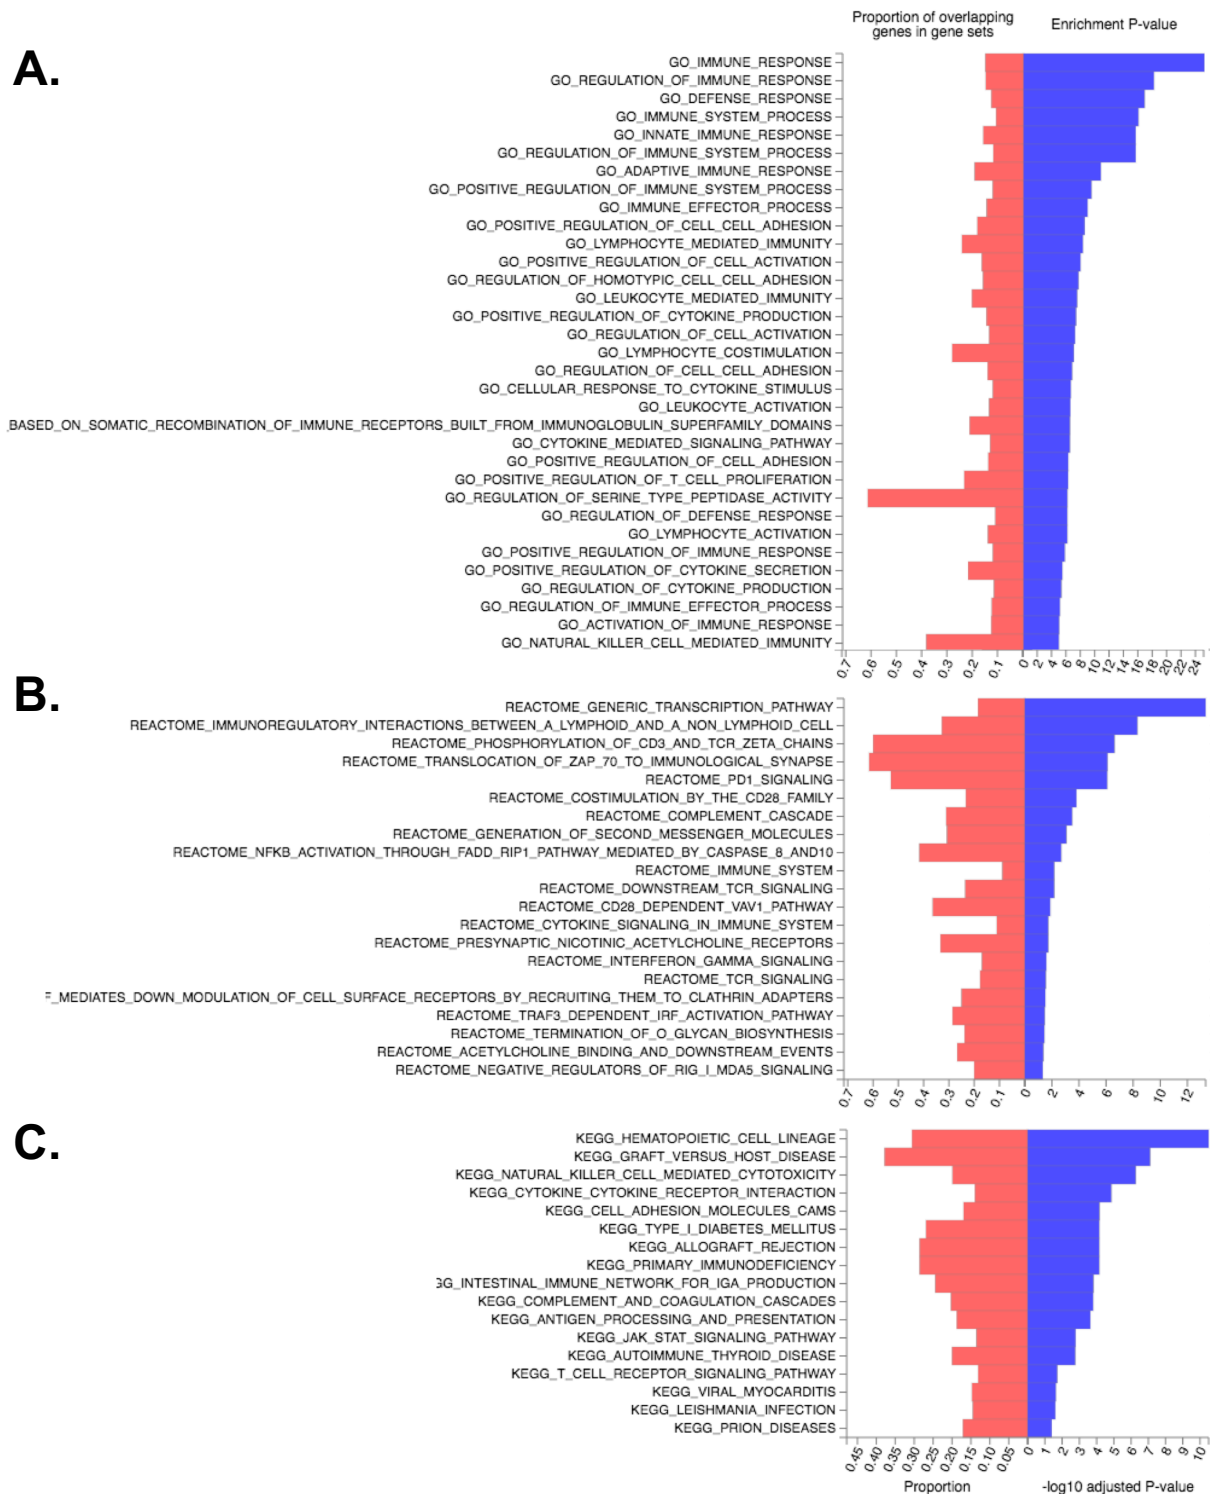 Proportion of overlapping
genes in gene sets
Enrichment P-value
A.
GO_IMMUNE_RESPONSE
GO_REGULATION_OF_IMMUNE_RESPONSE
GO_DEFENSE_RESPONSE
GO_IMMUNE_SYSTEM_PROCESS
GO_INNATE_IMMUNE_RESPONSE
GO_REGULATION_OF_IMMUNE_SYSTEM_PROCESS
GO_ADAPTIVE_IMMUNE_RESPONSE
GO_POSITIVE_REGULATION_OF_IMMUNE_SYSTEM_PROCESS
GO_IMMUNE_EFFECTOR_PROCESS
GO_POSITIVE_REGULATION_OF_CELL_CELL_ADHESION
GO_LYMPHOCYTE_MEDIATED_IMMUNITY
GO_POSITIVE_REGULATION_OF_CELL_ACTIVATION
GO_REGULATION_OF_HOMOTYPIC_CELL_CELL_ADHESION
GO_LEUKOCYTE_MEDIATED_IMMUNITY
GO_POSITIVE_REGULATION_OF_CYTOKINE_PRODUCTION
GO_REGULATION_OF_CELL_ACTIVATION
GO_LYMPHOCYTE_COSTIMULATION
GO_REGULATION_OF_CELL_CELL_ADHESION
GO_CELLULAR_RESPONSE_TO_CYTOKINE_STIMULUS
GO_LEUKOCYTE_ACTIVATION
_BASED_ON_SOMATIC_RECOMBINATION_OF_IMMUNE_RECEPTORS_BUILT_FROM_IMMUNOGLOBULIN_SUPERFAMILY_DOMAINS
GO_CYTOKINE_MEDIATED_SIGNALING_PATHWAY
GO_POSITIVE_REGULATION_OF_CELL_ADHESION
GO_POSITIVE_REGULATION_OF_T_CELL_PROLIFERATION
GO_REGULATION_OF_SERINE_TYPE_PEPTIDASE_ACTIVITY
GO_REGULATION_OF_DEFENSE_RESPONSE
GO_LYMPHOCYTE_ACTIVATION
GO_POSITIVE_REGULATION_OF_IMMUNE_RESPONSE
GO_POSITIVE_REGULATION_OF_CYTOKINE_SECRETION
GO_REGULATION_OF_CYTOKINE_PRODUCTION
GO_REGULATION_OF_IMMUNE_EFFECTOR_PROCESS
GO_ACTIVATION_OF_IMMUNE_RESPONSE
GO_NATURAL_KILLER_CELL_MEDIATED_IMMUNITY
0.7 0.6 0.5 0.4 0.3 0.2 0.1 0 2 4 6 8 10 12 14 16 18 20 22 24
B.
REACTOME_GENERIC_TRANSCRIPTION_PATHWAY
REACTOME_IMMUNOREGULATORY_INTERACTIONS_BETWEEN_A_LYMPHOID_AND_A_NON_LYMPHOID_CELL
REACTOME_PHOSPHORYLATION_OF_CD3_AND_TCR_ZETA_CHAINS
REACTOME_TRANSLOCATION_OF_ZAP_70_TO_IMMUNOLOGICAL_SYNAPSE
REACTOME_PD1_SIGNALING
REACTOME_COSTIMULATION_BY_THE_CD28_FAMILY
REACTOME_COMPLEMENT_CASCADE
REACTOME_GENERATION_OF_SECOND_MESSENGER_MOLECULES
REACTOME_NFKB_ACTIVATION_THROUGH_FADD_RIP1_PATHWAY_MEDIATED_BY_CASPASE_8_AND10
REACTOME_IMMUNE_SYSTEM
REACTOME_DOWNSTREAM_TCR_SIGNALING
REACTOME_CD28_DEPENDENT_VAV1_PATHWAY
REACTOME_CYTOKINE_SIGNALING_IN_IMMUNE_SYSTEM
REACTOME_PRESYNAPTIC_NICOTINIC_ACETYLCHOLINE_RECEPTORS
REACTOME_INTERFERON_GAMMA_SIGNALING
REACTOME_TCR_SIGNALING
F_MEDIATES_DOWN_MODULATION_OF_CELL_SURFACE_RECEPTORS_BY_RECRUITING_THEM_TO_CLATHRIN_ADAPTERS
REACTOME_TRAF3_DEPENDENT_IRF_ACTIVATION_PATHWAY
REACTOME_TERMINATION_OF_O_GLYCAN_BIOSYNTHESIS
REACTOME_ACETYLCHOLINE_BINDING_AND_DOWNSTREAM_EVENTS
REACTOME_NEGATIVE_REGULATORS_OF_RIG_I_MDA5_SIGNALING
0.7 0.6 0.5 0.4 0.3 0.2 0.1 0 2 4 6 8 10 12
C.
KEGG_HEMATOPOIETIC_CELL_LINEAGE
KEGG_GRAFT_VERSUS_HOST_DISEASE
KEGG_NATURAL_KILLER_CELL_MEDIATED_CYTOTOXICITY
KEGG_CYTOKINE_CYTOKINE_RECEPTOR_INTERACTION
KEGG_CELL_ADHESION_MOLECULES_CAMS
KEGG_TYPE_I_DIABETES_MELLITUS
KEGG_ALLOGRAFT_REJECTION
KEGG_PRIMARY_IMMUNODEFICIENCY
GG_INTESTINAL_IMMUNE_NETWORK_FOR_IGA_PRODUCTION
KEGG_COMPLEMENT_AND_COAGULATION_CASCADES
KEGG_ANTIGEN_PROCESSING_AND_PRESENTATION
KEGG_JAK_STAT_SIGNALING_PATHWAY
KEGG_AUTOIMMUNE_THYROID_DISEASE
KEGG_T_CELL_RECEPTOR_SIGNALING_PATHWAY
KEGG_VIRAL_MYOCARDITIS
KEGG_LEISHMANIA_INFECTION
KEGG_PRION_DISEASES
0.45 0.40 0.35 0.30 0.25 0.20 0.15 0.10 0.05 0 1 2 3 4 5 6 7 8 9 10
Proportion
-log10 adjusted P-value